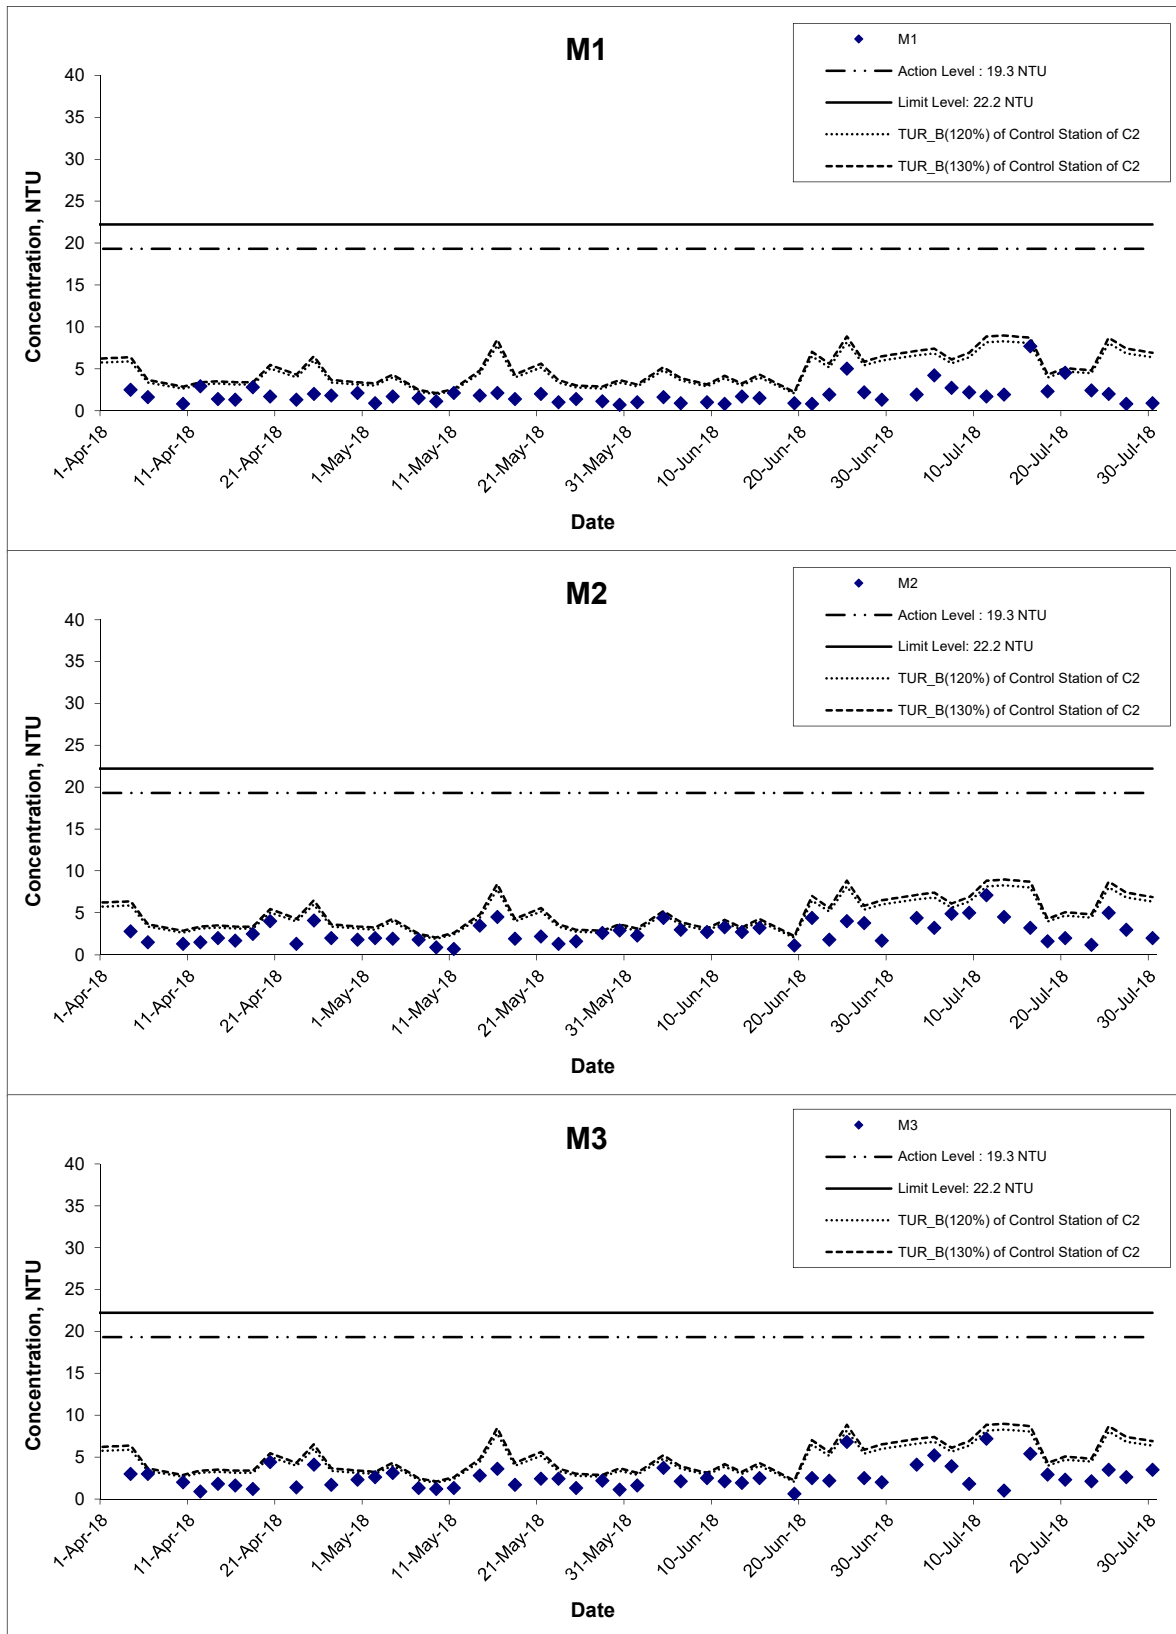 M1
M1
Action Level : 19.3 NTU
Limit Level: 22.2 NTU
TUR_B(120%) of Control Station of C2
TUR_B(130%) of Control Station of C2
Concentration, NTU
40
35
30
25
20
15
10
5
0
1-Apr-18
11-Apr-18
21-Apr-18
1-May-18
11-May-18
21-May-18
31-May-18
10-Jun-18
20-Jun-18
30-Jun-18
10-Jul-18
20-Jul-18
30-Jul-18
Date
M2
M2
Action Level : 19.3 NTU
Limit Level: 22.2 NTU
TUR_B(120%) of Control Station of C2
TUR_B(130%) of Control Station of C2
Concentration, NTU
40
35
30
25
20
15
10
5
0
1-Apr-18
11-Apr-18
21-Apr-18
1-May-18
11-May-18
21-May-18
31-May-18
10-Jun-18
20-Jun-18
30-Jun-18
10-Jul-18
20-Jul-18
30-Jul-18
Date
M3
M3
Action Level : 19.3 NTU
Limit Level: 22.2 NTU
TUR_B(120%) of Control Station of C2
TUR_B(130%) of Control Station of C2
Concentration, NTU
40
35
30
25
20
15
10
5
0
1-Apr-18
11-Apr-18
21-Apr-18
1-May-18
11-May-18
21-May-18
31-May-18
10-Jun-18
20-Jun-18
30-Jun-18
10-Jul-18
20-Jul-18
30-Jul-18
Date